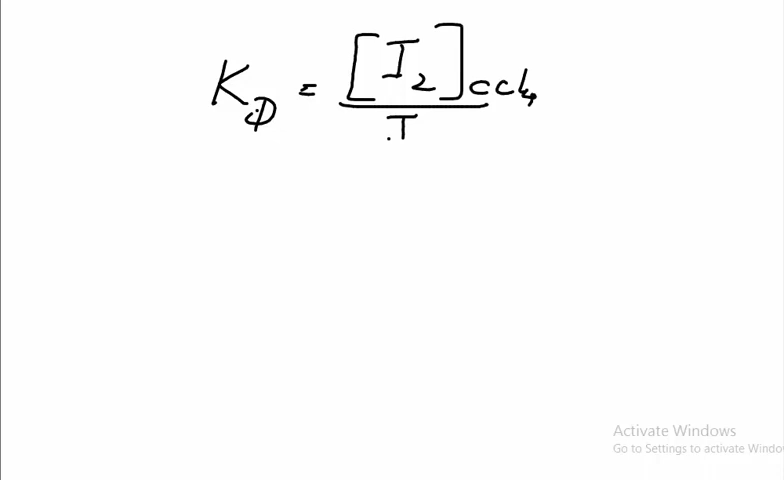 K_D = [I₂]CCl₄
I
Activate Windows
Go to Settings to activate Windo